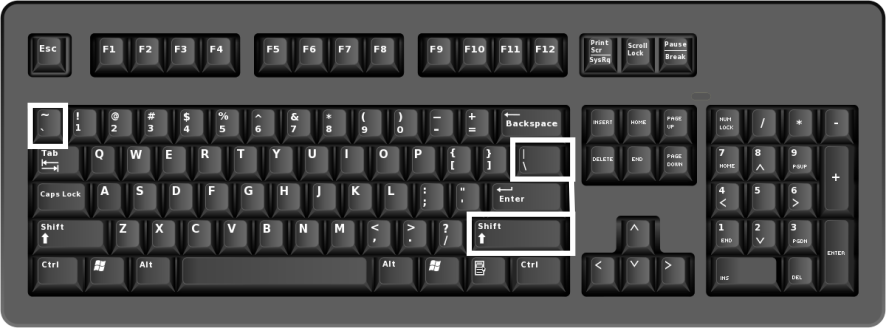 Esc F1 F2 F3 F4 F5 F6 F7 F8 F9 F10 F11 F12 Print Scr SysRq Scroll Lock Pause Break
~ ` ! 1 @ 2 # 3 $ 4 % 5 ^ 6 & 7 * 8 ( 9 ) 0 — - + = Backspace INSERT HOME PAGE UP NUM LOCK / * -
Tab Q W E R T Y U I O P { [ } ] | \ DELETE END PAGE DOWN 7 HOME 8 9 PGUP +
Caps Lock A S D F G H J K L : ; " ' Enter 4 < 5 6 >
Shift Z X C V B N M < , > . ? / Shift 1 END 2 3 PGDN ENTER
Ctrl Alt Alt Ctrl INS DEL